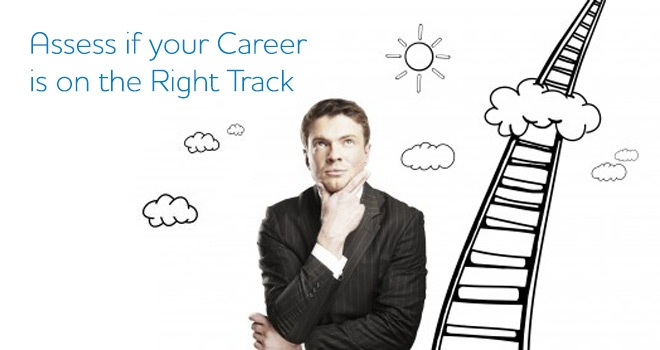 Assess if your Career
is on the Right Track